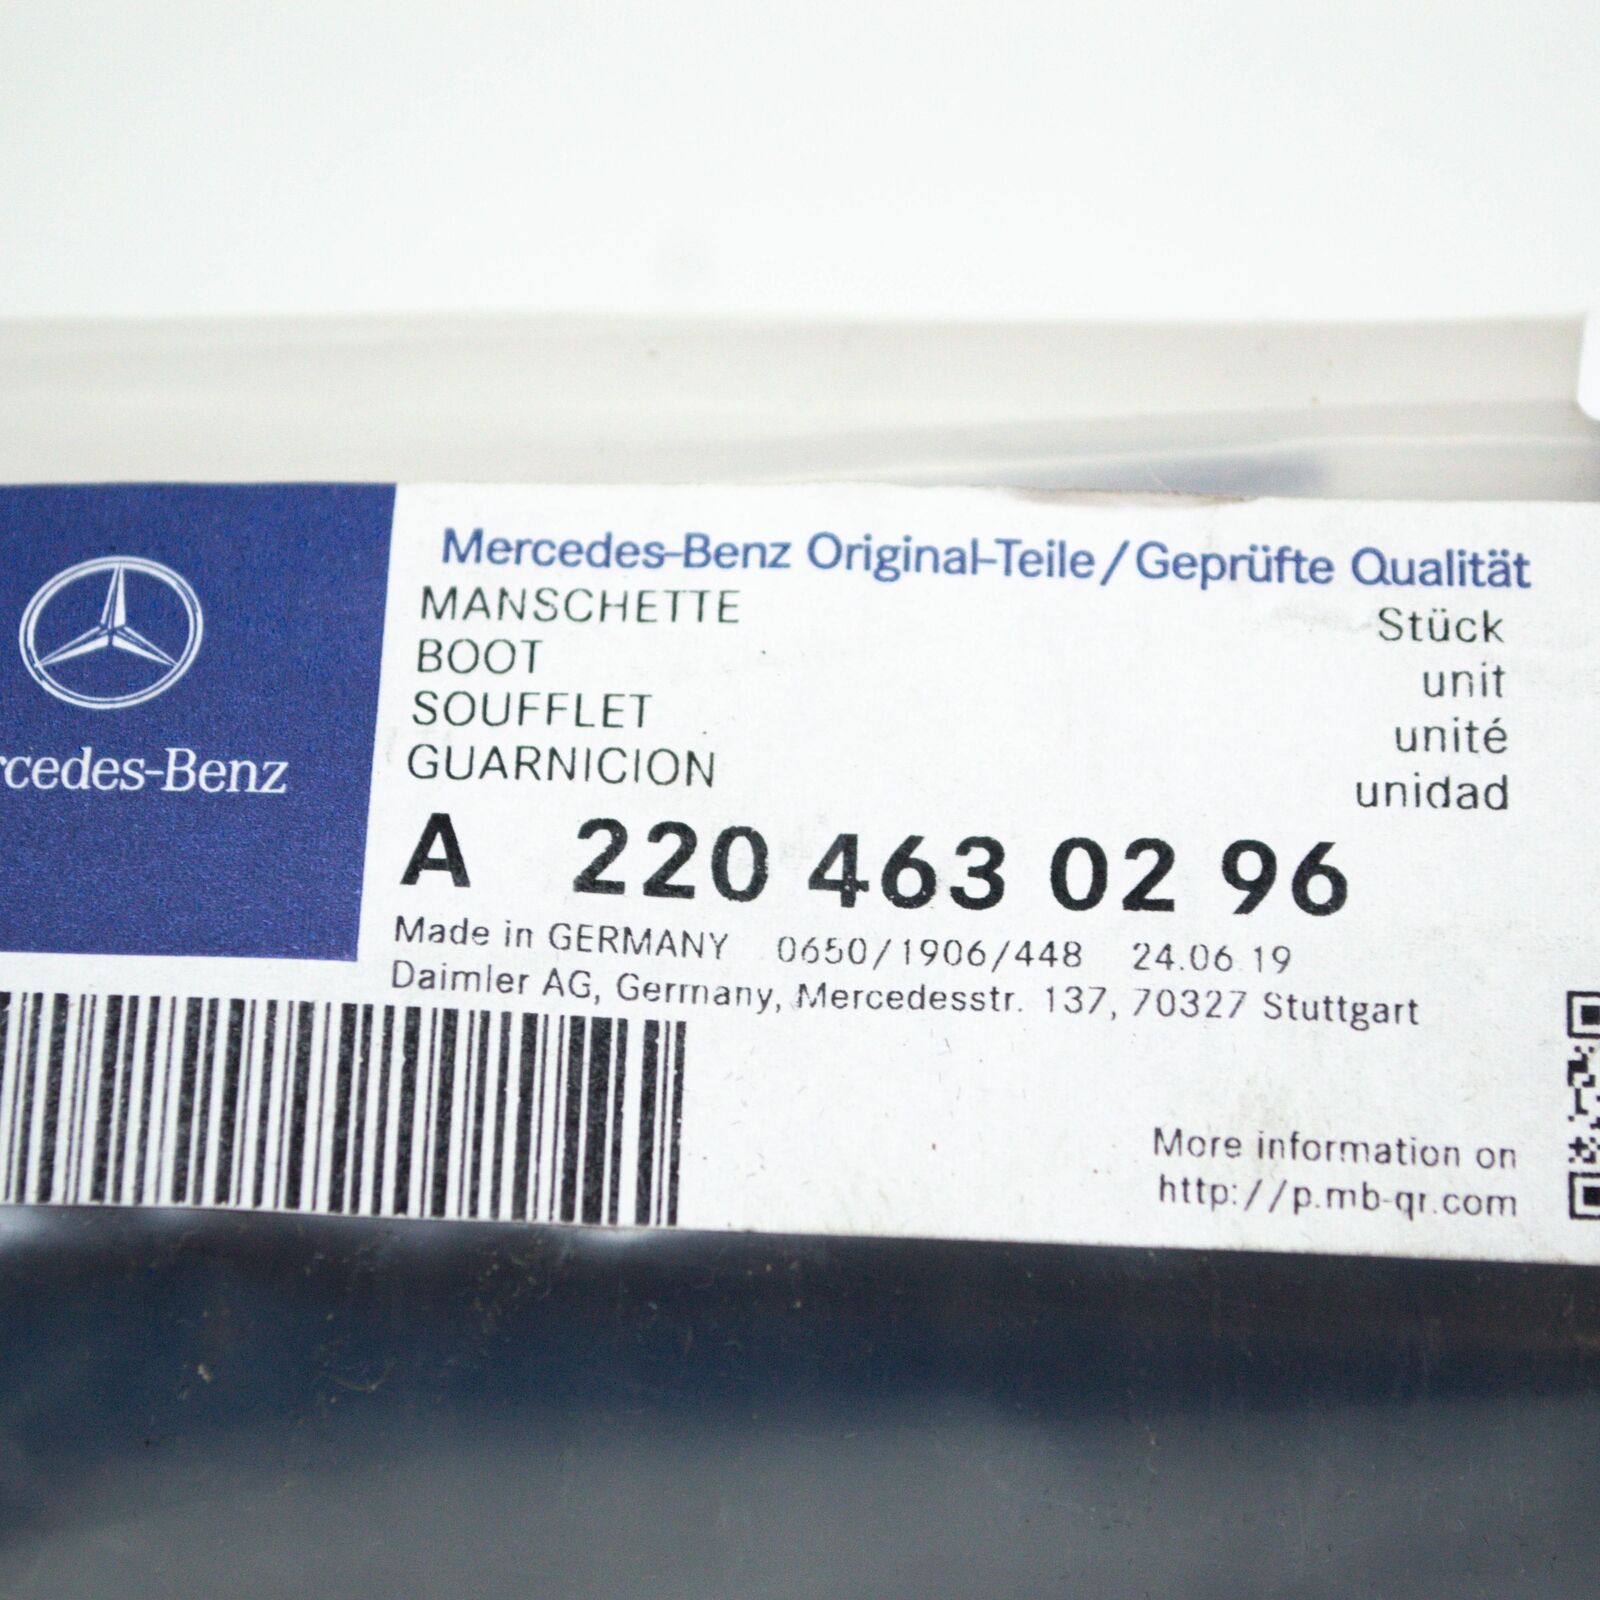 Mercedes-Benz Original-Teile/Geprüfte Qualität
MANSCHETTE Stück
BOOT unit
SOUFFLET unité
GUARNICION unidad
rcedes-Benz
A 220 463 02 96
Made in GERMANY 0650/1906/448 24.06.19
Daimler AG, Germany, Mercedesstr. 137, 70327 Stuttgart
More information on
http://p.mb-qr.com